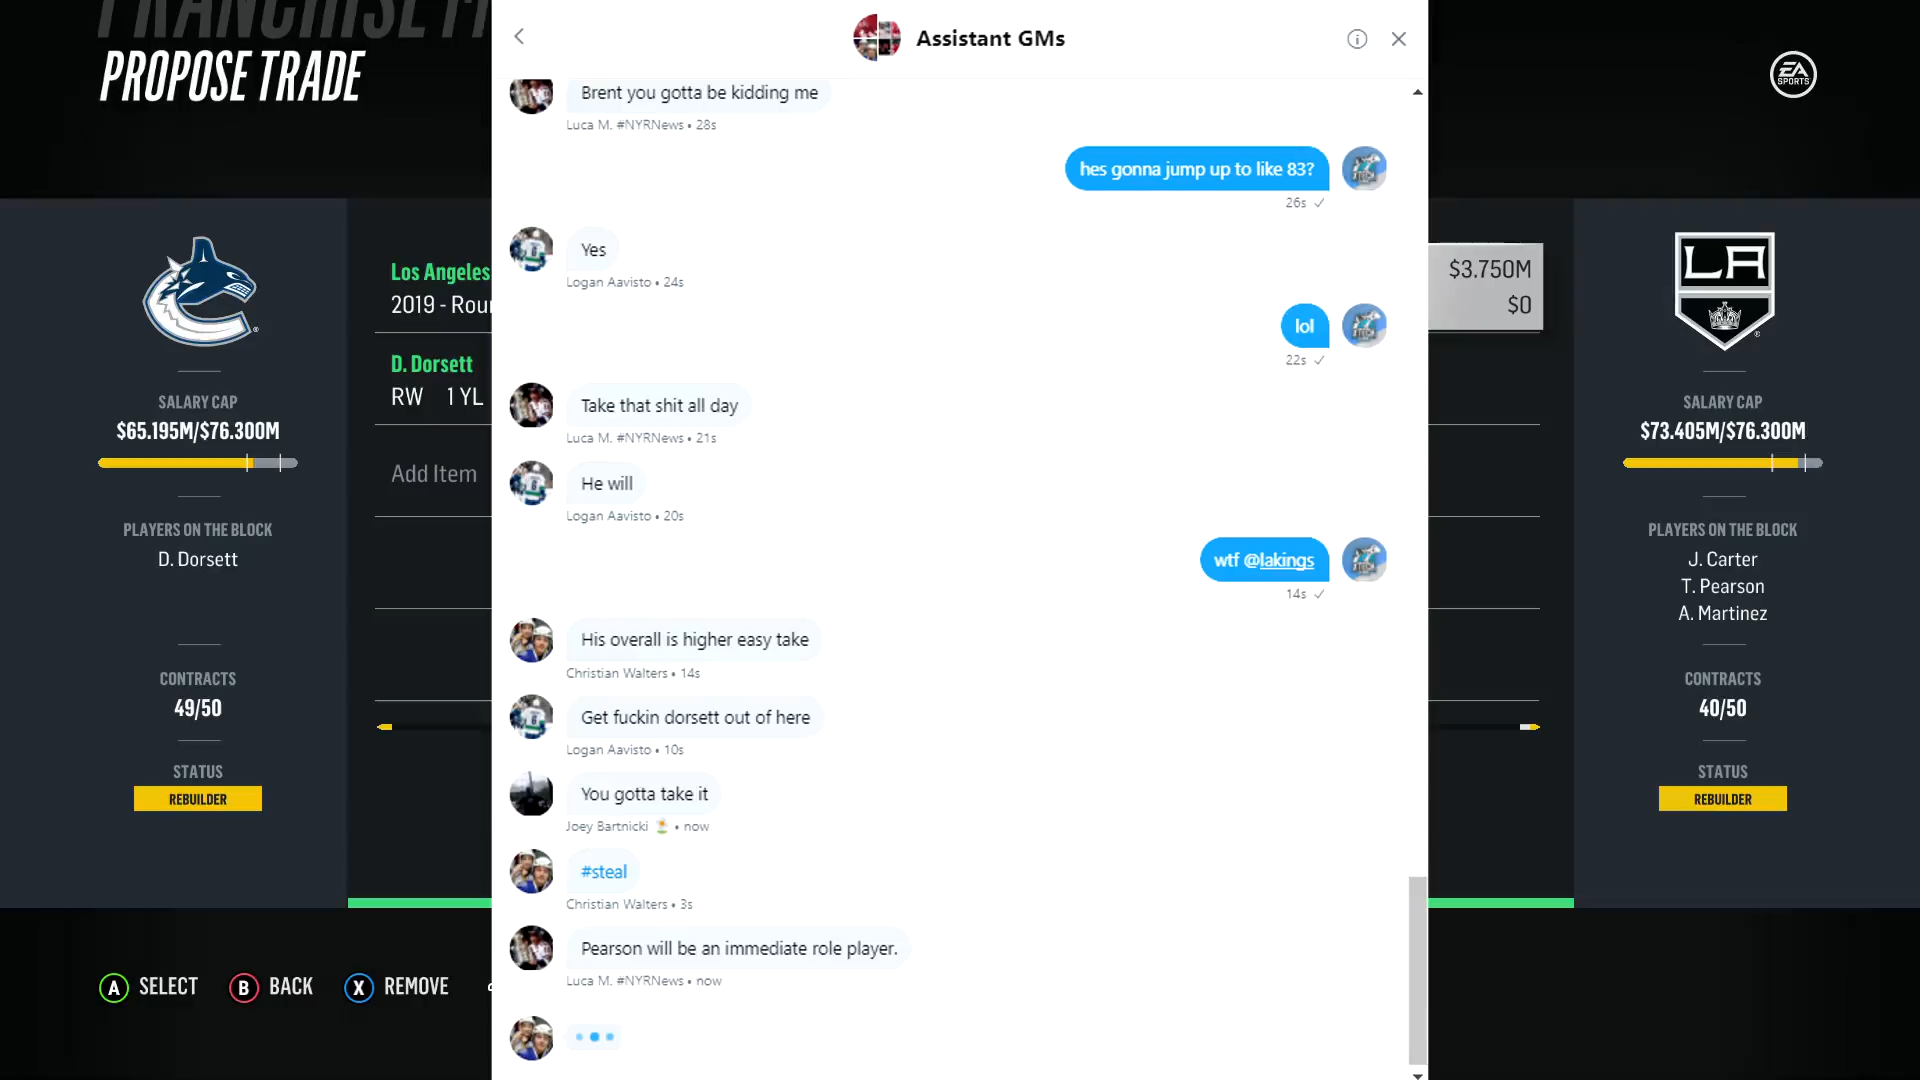 FRANCHISE M
PROPOSE TRADE
EA
SPORTS
SALARY CAP
$65.195M/$76.300M
PLAYERS ON THE BLOCK
D. Dorsett
CONTRACTS
49/50
STATUS
REBUILDER
Los Angeles
2019 - Rou
D. Dorsett
RW 1 YL
Add Item
Assistant GMs
Brent you gotta be kidding me
Luca M. #NYRNews • 28s
hes gonna jump up to like 83?
26s ✓
Yes
Logan Aavisto • 24s
lol
22s ✓
Take that shit all day
Luca M. #NYRNews • 21s
He will
Logan Aavisto • 20s
wtf @lakings
14s ✓
His overall is higher easy take
Christian Walters • 14s
Get fuckin dorsett out of here
Logan Aavisto • 10s
You gotta take it
Joey Bartnicki • now
#steal
Christian Walters • 3s
Pearson will be an immediate role player.
Luca M. #NYRNews • now
$3.750M
$0
LA
SALARY CAP
$73.405M/$76.300M
PLAYERS ON THE BLOCK
J. Carter
T. Pearson
A. Martinez
CONTRACTS
40/50
STATUS
REBUILDER
A SELECT B BACK X REMOVE